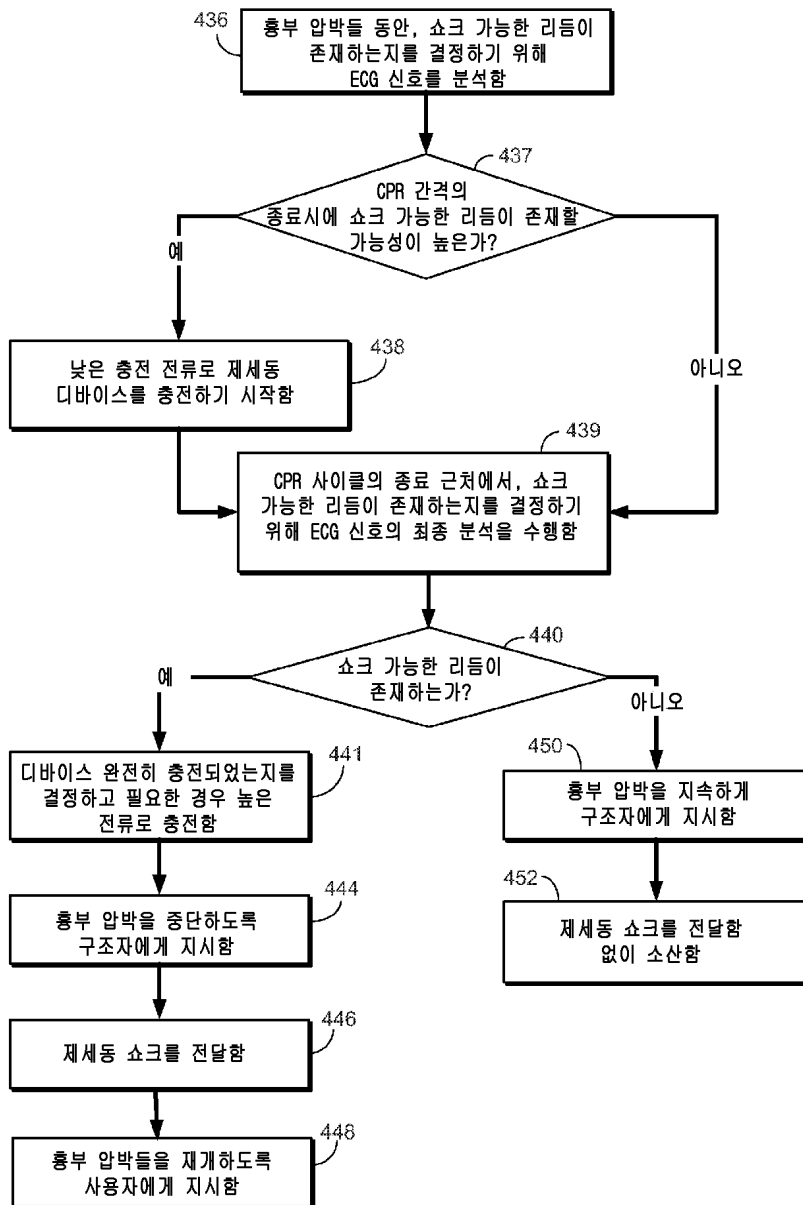 436
흉부 압박들 동안, 쇼크 가능한 리듬이
존재하는지를 결정하기 위해
ECG 신호를 분석함
437
CPR 간격의
종료시에 쇼크 가능한 리듬이 존재할
가능성이 높은가?
예
아니오
438
낮은 충전 전류로 제세동
디바이스를 충전하기 시작함
439
CPR 사이클의 종료 근처에서, 쇼크
가능한 리듬이 존재하는지를 결정하기
위해 ECG 신호의 최종 분석을 수행함
440
쇼크 가능한 리듬이
존재하는가?
예
아니오
441
디바이스 완전히 충전되었는지를
결정하고 필요한 경우 높은
전류로 충전함
450
흉부 압박을 지속하게
구조자에게 지시함
444
흉부 압박을 중단하도록
구조자에게 지시함
452
제세동 쇼크를 전달함
없이 소산함
446
제세동 쇼크를 전달함
448
흉부 압박들을 재개하도록
사용자에게 지시함